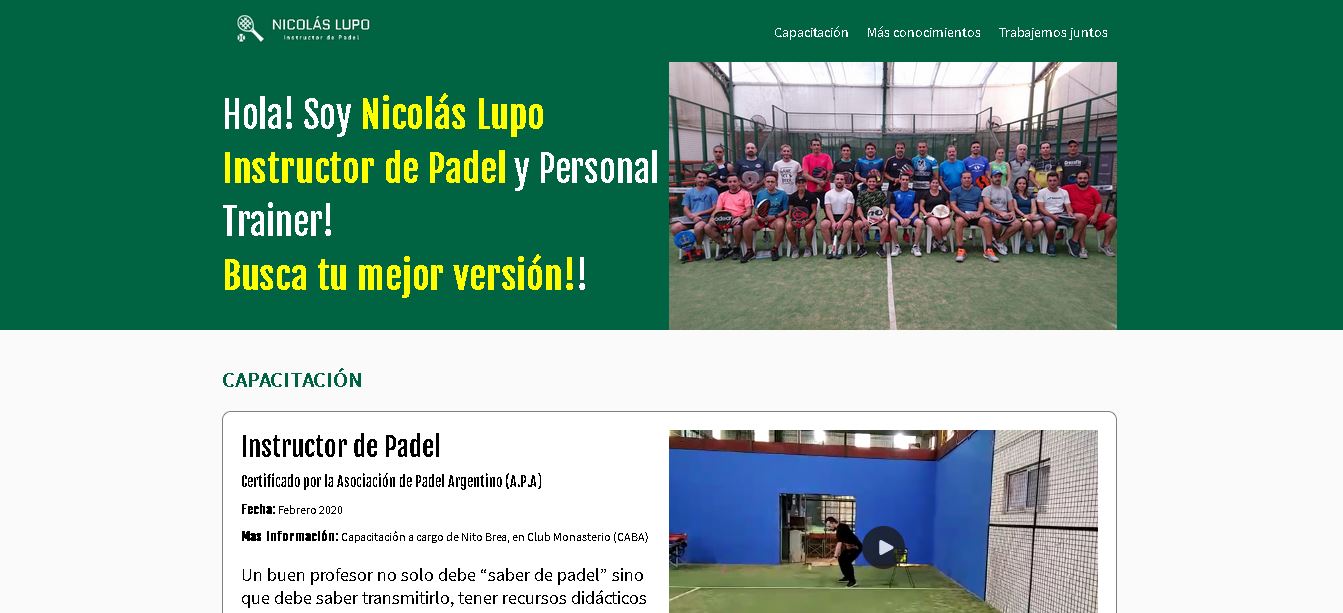 NICOLÁS LUPO
Instructor de Padel
Capacitación Más conocimientos Trabajemos juntos
Hola! Soy Nicolás Lupo
Instructor de Padel y Personal
Trainer!
Busca tu mejor versión!!
CAPACITACIÓN
Instructor de Padel
Certificado por la Asociación de Padel Argentino (A.P.A)
Fecha: Febrero 2020
Mas Información: Capacitación a cargo de Nito Brea, en Club Monasterio (CABA)
Un buen profesor no solo debe “saber de padel” sino
que debe saber transmitirlo, tener recursos didácticos